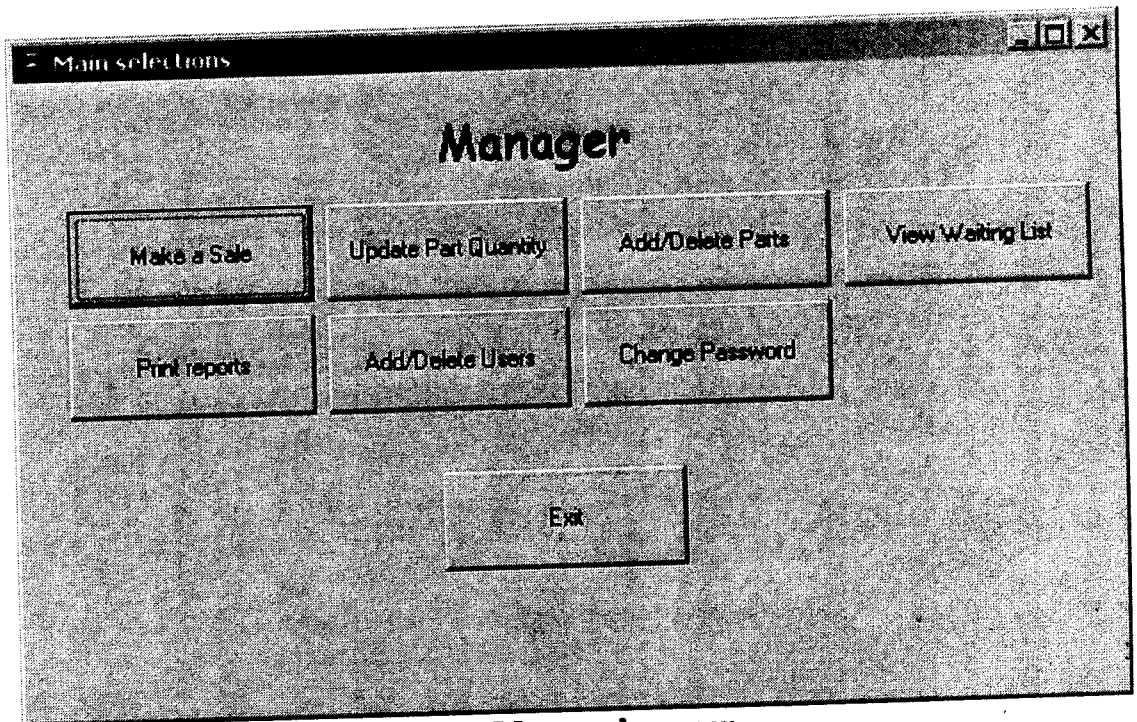 Main selections
Manager
Make a Sale
Update Part Quantity
Add/Delete Parts
View Waiting List
Print reports
Add/Delete Users
Change Password
Exit